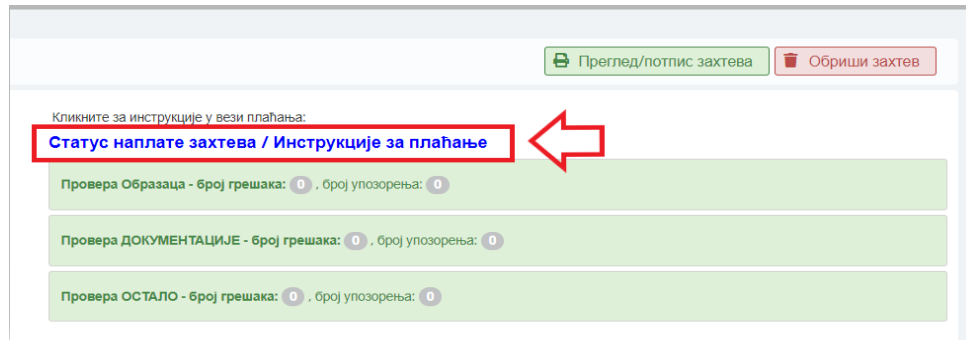 Преглед/потпис захтева Обриши захтев
Кликните за инструкције у вези плаћања:
Статус наплате захтева / Инструкције за плаћање
Провера Образаца - број грешака: 0 , број упозорења: 0
Провера ДОКУМЕНТАЦИЈЕ - број грешака: 0 , број упозорења: 0
Провера ОСТАЛО - број грешака: 0 , број упозорења: 0